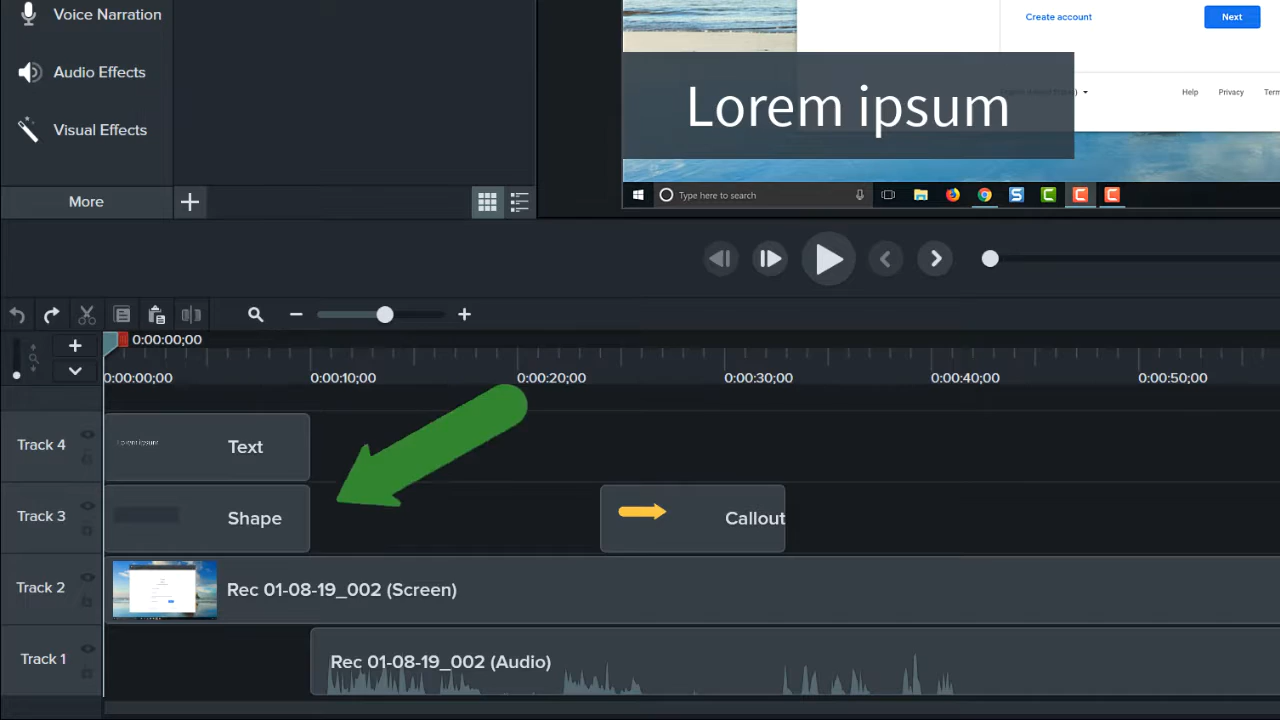 Voice Narration
Audio Effects
Visual Effects
More
Create account
Next
Lorem ipsum
Help Privacy
Type here to search
0:00:00;00
0:00:00;00 0:00:10;00 0:00:20;00 0:00:30;00 0:00:40;00 0:00:50;00
Track 4
Lorem ipsum
Text
Track 3
Shape
Callout
Track 2
Rec 01-08-19_002 (Screen)
Track 1
Rec 01-08-19_002 (Audio)